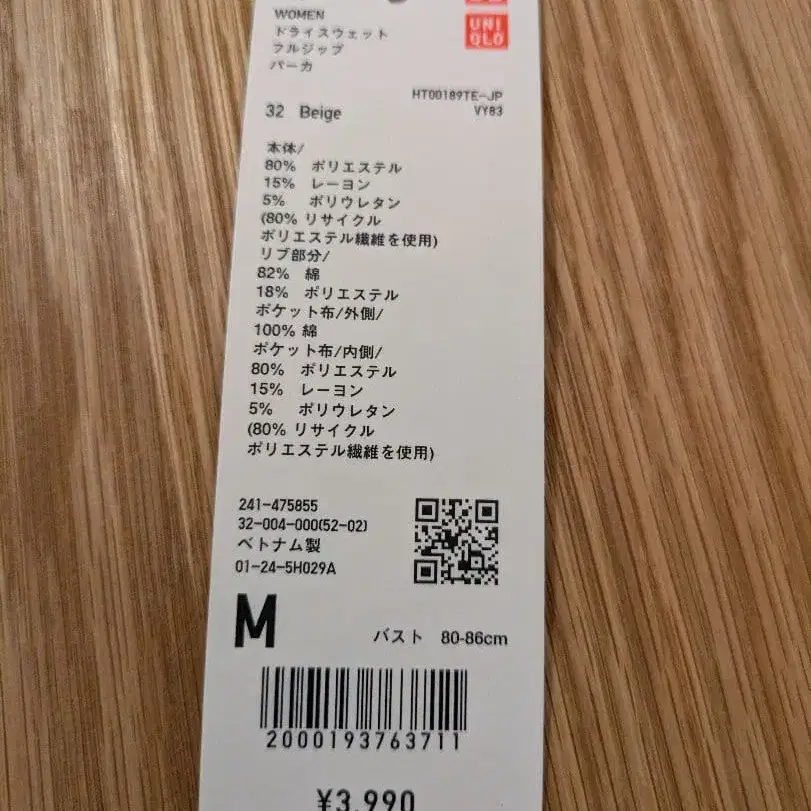 WOMEN
ドライスウェット
フルジップ
パーカ
UNI
QLO
HT00189TE-JP
VY83
32 Beige
本体/
80% ポリエステル
15% レーヨン
5% ポリウレタン
(80% リサイクル
ポリエステル繊維を使用)
リブ部分/
82% 綿
18% ポリエステル
ポケット布/外側/
100% 綿
ポケット布/内側/
80% ポリエステル
15% レーヨン
5% ポリウレタン
(80% リサイクル
ポリエステル繊維を使用)
241-475855
32-004-000(52-02)
ベトナム製
01-24-5H029A
M
バスト 80-86cm
2000193763711
¥3,990